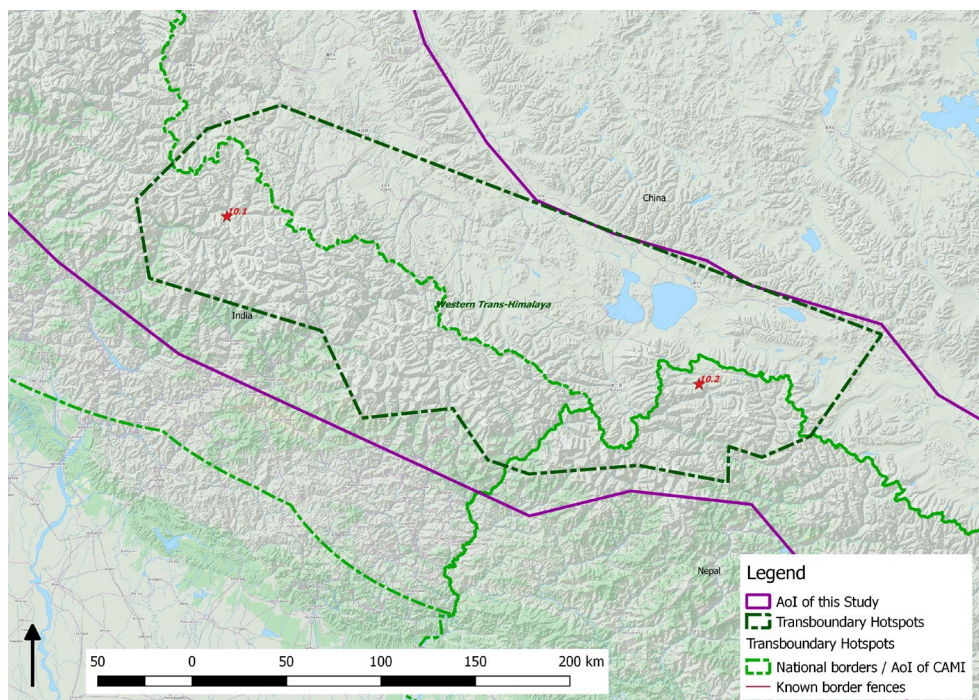 China
10.1
Western Trans-Himalaya
India
10.2
Nepal
Legend
AoI of this Study
Transboundary Hotspots
Transboundary Hotspots
National borders / AoI of CAMI
Known border fences
50 0 50 100 150 200 km